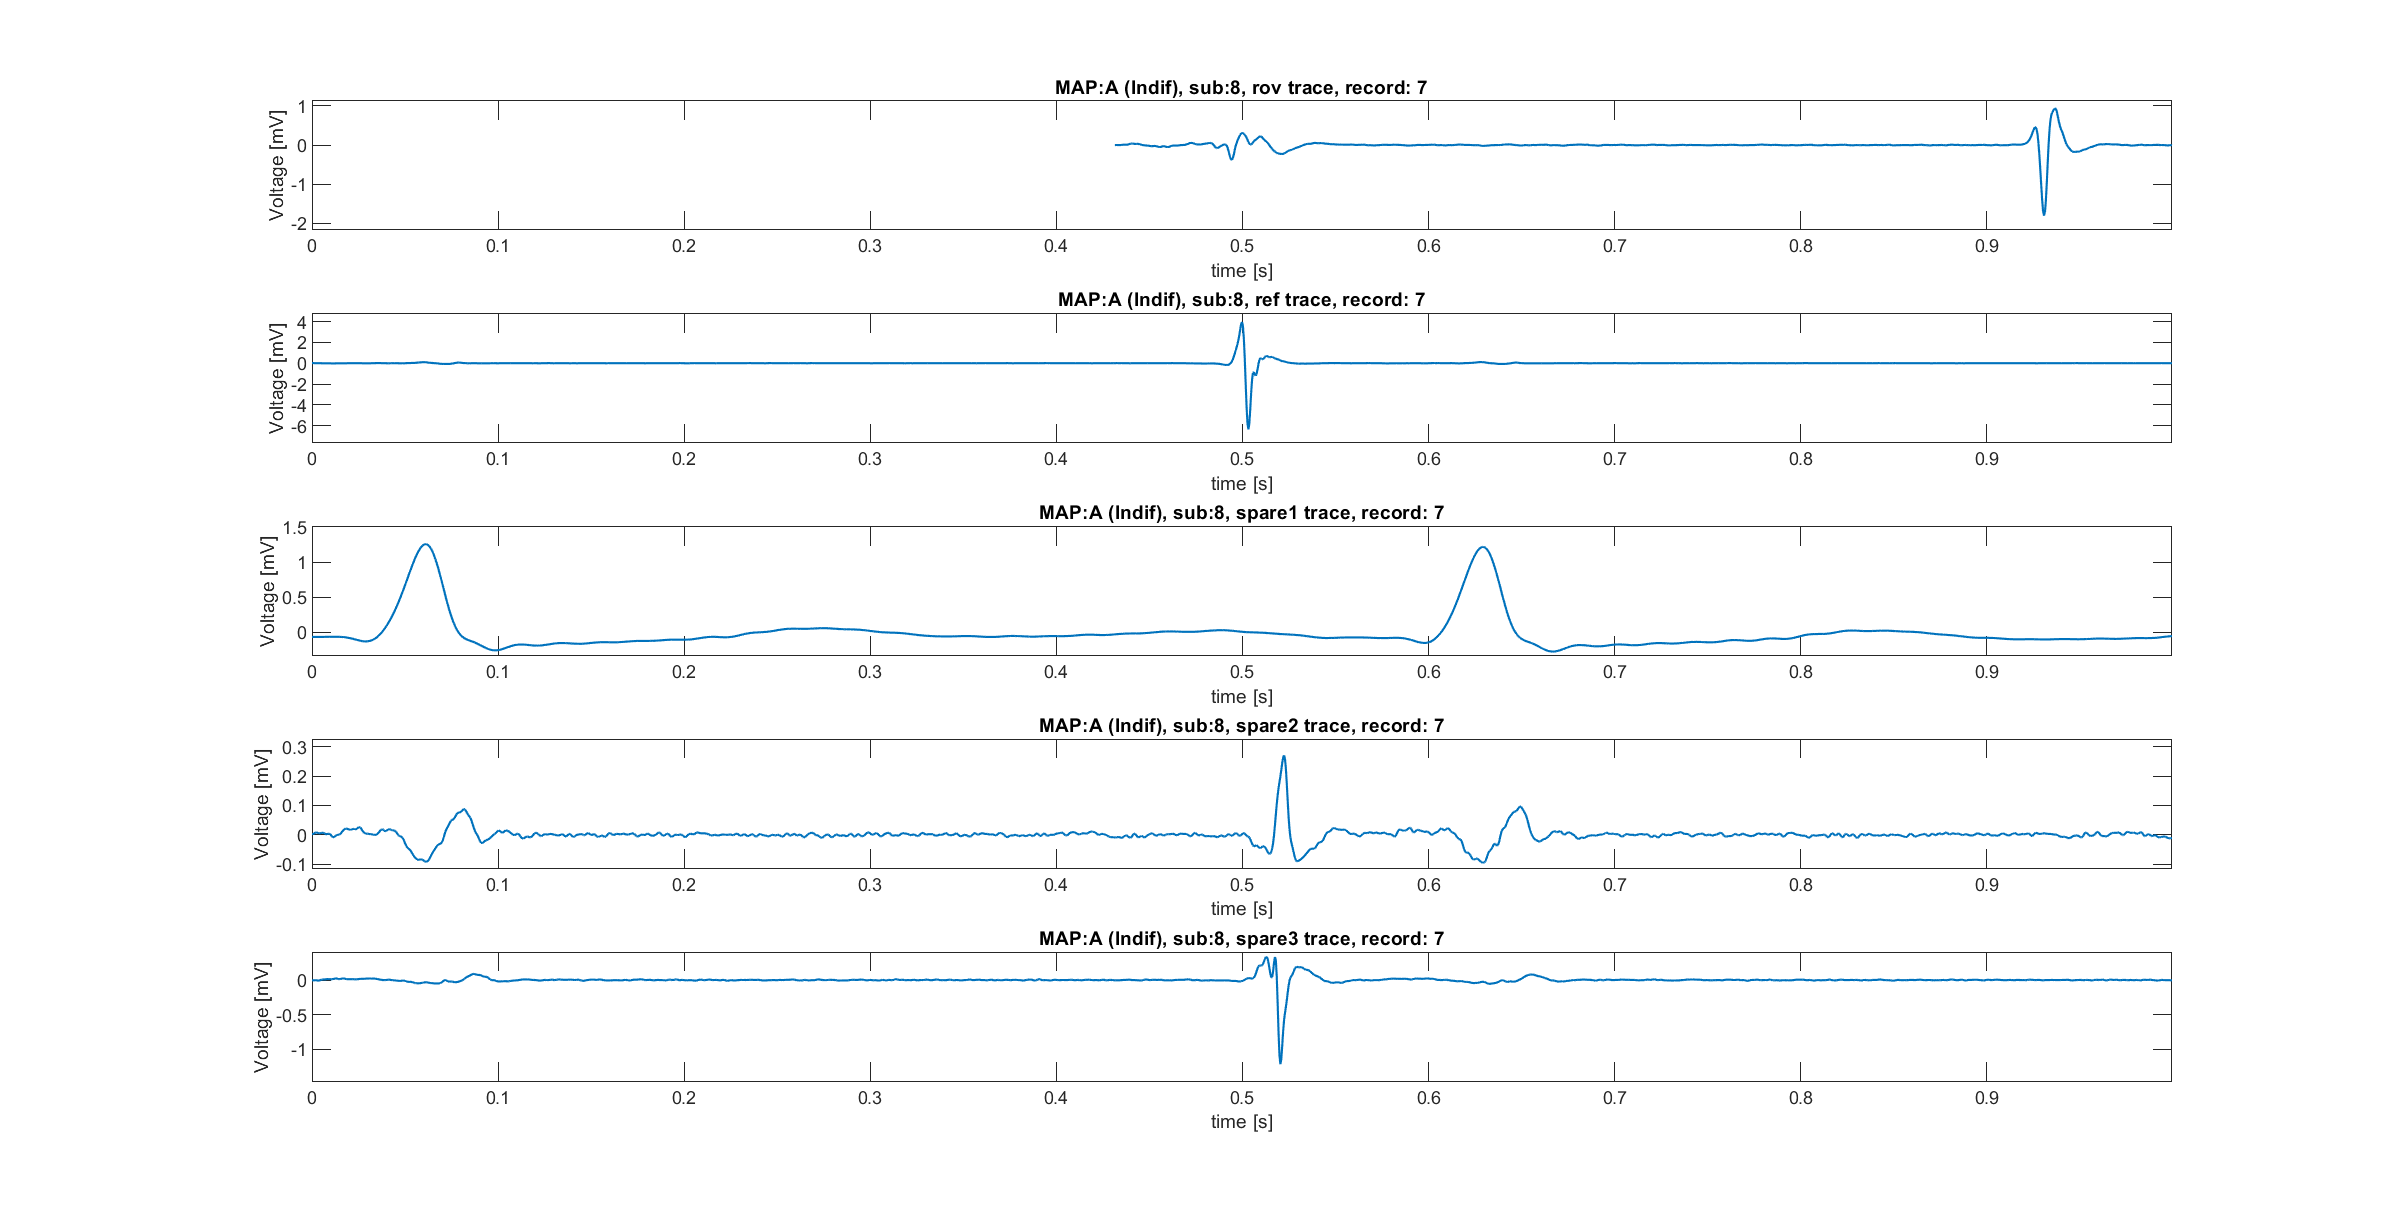 MAP:A (Indif), sub:8, rov trace, record: 7
Voltage [mV]
1
0
-1
-2
0 0.1 0.2 0.3 0.4 0.5 0.6 0.7 0.8 0.9
time [s]
MAP:A (Indif), sub:8, ref trace, record: 7
Voltage [mV]
4
2
0
-2
-4
-6
0 0.1 0.2 0.3 0.4 0.5 0.6 0.7 0.8 0.9
time [s]
MAP:A (Indif), sub:8, spare1 trace, record: 7
Voltage [mV]
1.5
1
0.5
0
0 0.1 0.2 0.3 0.4 0.5 0.6 0.7 0.8 0.9
time [s]
MAP:A (Indif), sub:8, spare2 trace, record: 7
Voltage [mV]
0.3
0.2
0.1
0
-0.1
0 0.1 0.2 0.3 0.4 0.5 0.6 0.7 0.8 0.9
time [s]
MAP:A (Indif), sub:8, spare3 trace, record: 7
Voltage [mV]
0
-0.5
-1
0 0.1 0.2 0.3 0.4 0.5 0.6 0.7 0.8 0.9
time [s]